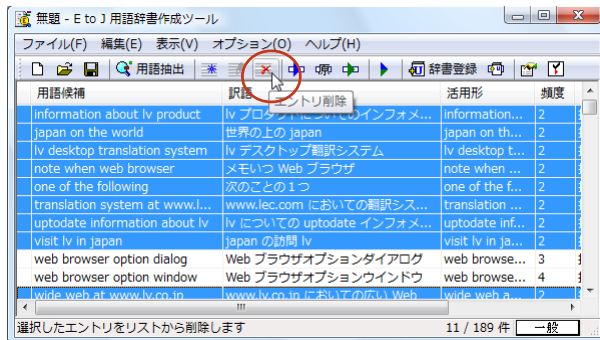 無題 - E to J 用語辞書作成ツール
ファイル(F) 編集(E) 表示(V) オプション(O) ヘルプ(H)
用語抽出 辞書登録
エントリ削除
用語候補 訳語 活用形 頻度
information about lv product lv プロダクトについてのインフォメ... information... 2
japan on the world 世界の上の japan japan on th... 2
lv desktop translation system lv デスクトップ翻訳システム lv desktop t... 2
note when web browser メモいつ Web ブラウザ note when ... 2
one of the following 次のことの1つ one of the f... 2
translation system at www.l... www.lec.com においての翻訳シス... translation ... 2
uptodate information about lv lv についての uptodate インフォメ... uptodate inf... 2
visit lv in japan japan の訪問 lv visit lv in ja... 2
web browser option dialog Web ブラウザオプションダイアログ web browse... 3
web browser option window Web ブラウザオプションウインドウ web browse... 4
wide web at www.lv.co.jp www.lv.co.jp においての広い Web wide web a... 2
選択したエントリをリストから削除します 11 / 189 件 一般